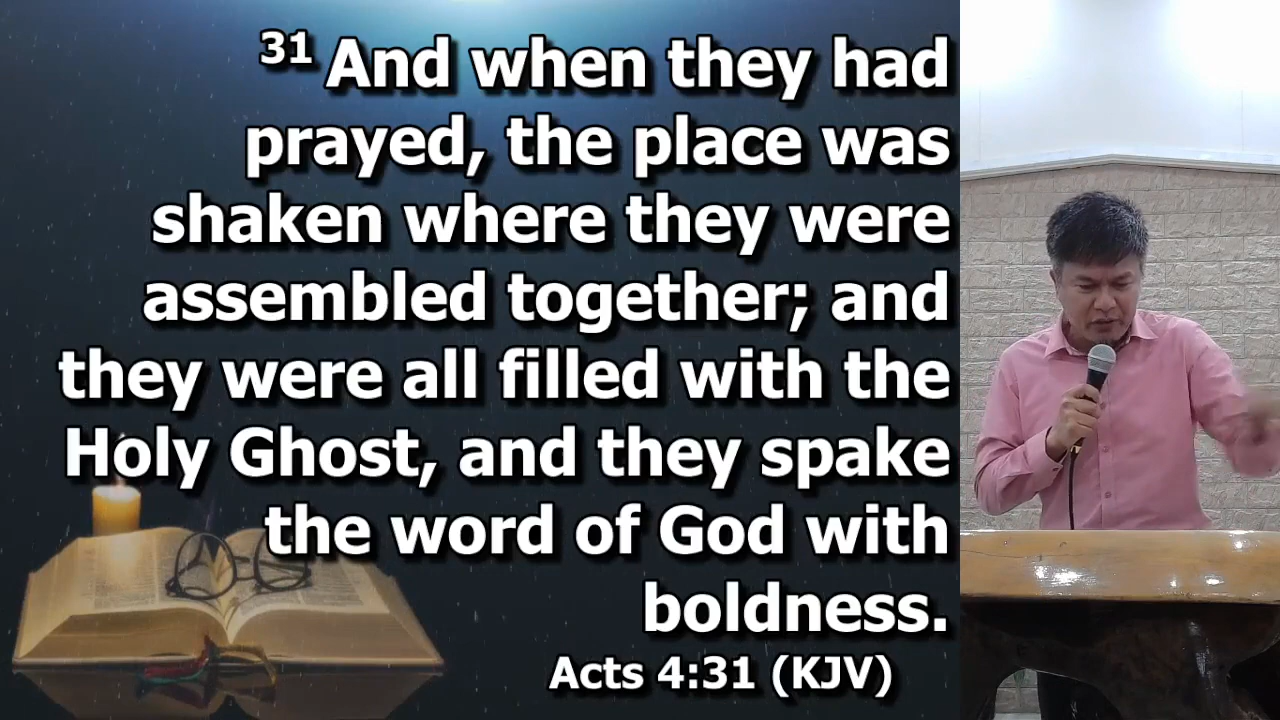 31 And when they had
prayed, the place was
shaken where they were
assembled together; and
they were all filled with the
Holy Ghost, and they spake
the word of God with
boldness.
Acts 4:31 (KJV)